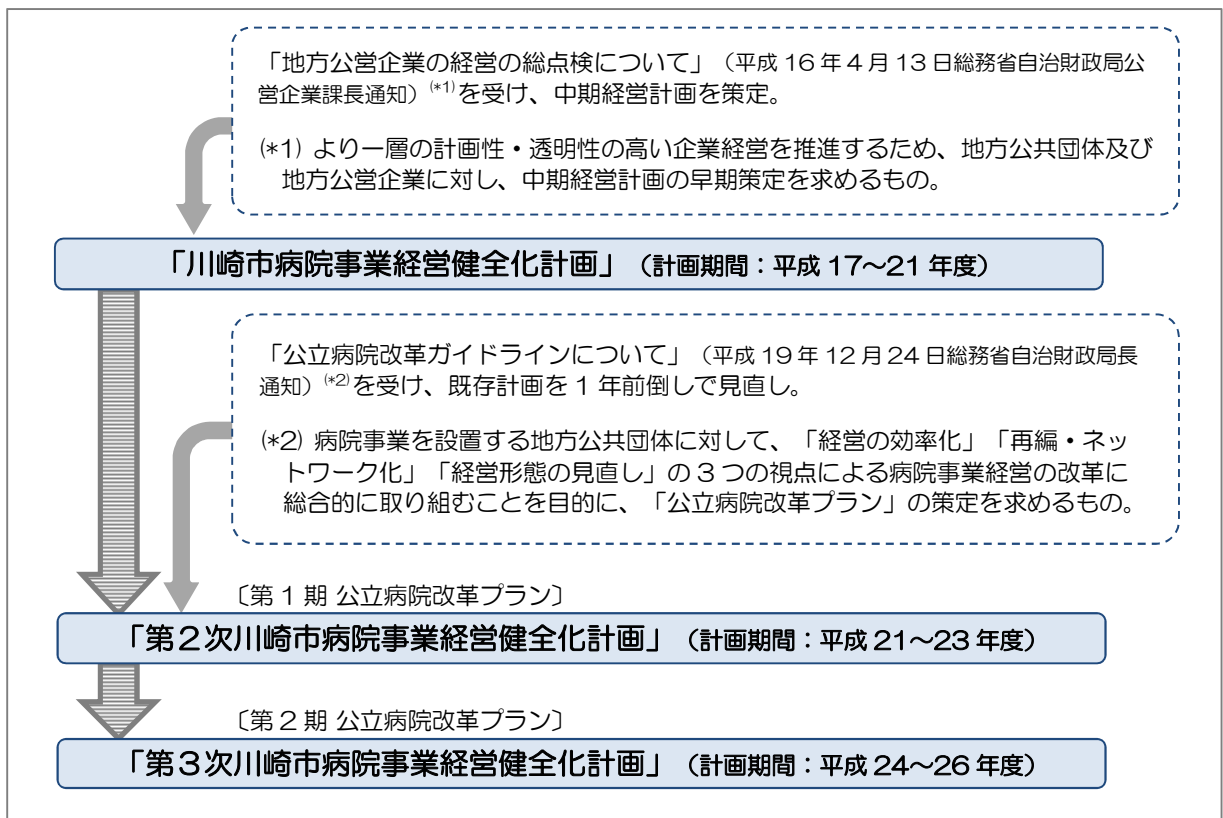 「地方公営企業の経営の総点検について」（平成 16 年 4 月 13 日総務省自治財政局公
営企業課長通知）(*1)を受け、中期経営計画を策定。
(*1) より一層の計画性・透明性の高い企業経営を推進するため、地方公共団体及び
地方公営企業に対し、中期経営計画の早期策定を求めるもの。
「川崎市病院事業経営健全化計画」（計画期間：平成 17～21 年度）
「公立病院改革ガイドラインについて」（平成 19 年 12 月 24 日総務省自治財政局長
通知）(*2)を受け、既存計画を 1 年前倒しで見直し。
(*2) 病院事業を設置する地方公共団体に対して、「経営の効率化」「再編・ネッ
トワーク化」「経営形態の見直し」の 3 つの視点による病院事業経営の改革に
総合的に取り組むことを目的に、「公立病院改革プラン」の策定を求めるもの。
〔第 1 期 公立病院改革プラン〕
「第２次川崎市病院事業経営健全化計画」（計画期間：平成 21～23 年度）
〔第 2 期 公立病院改革プラン〕
「第３次川崎市病院事業経営健全化計画」（計画期間：平成 24～26 年度）